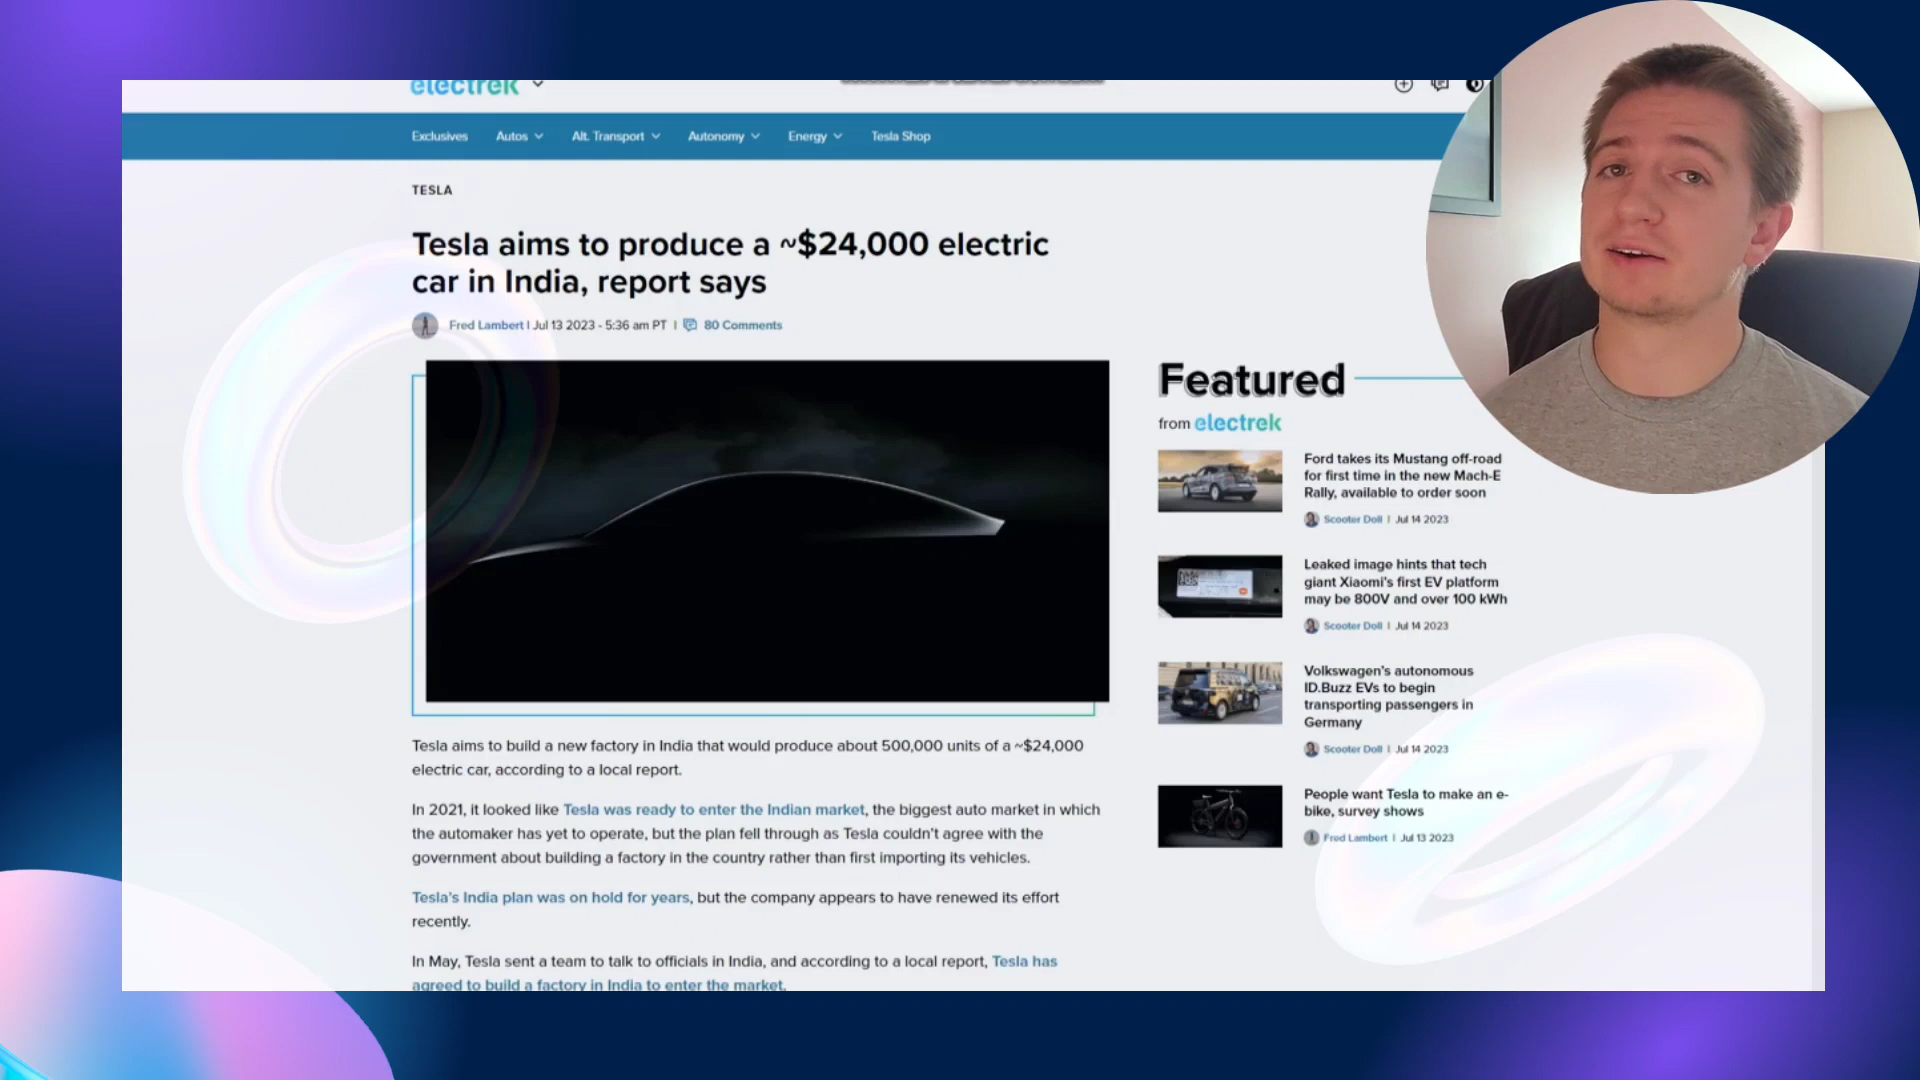 electrek
Exclusives Autos Alt. Transport Autonomy Energy Tesla Shop
TESLA
Tesla aims to produce a ~$24,000 electric
car in India, report says
Fred Lambert | Jul 13 2023 - 5:36 am PT | 80 Comments
Featured
from electrek
Ford takes its Mustang off-road
for first time in the new Mach-E
Rally, available to order soon
Scooter Doll | Jul 14 2023
Leaked image hints that tech
giant Xiaomi's first EV platform
may be 800V and over 100 kWh
Scooter Doll | Jul 14 2023
Volkswagen's autonomous
ID.Buzz EVs to begin
transporting passengers in
Germany
Scooter Doll | Jul 14 2023
People want Tesla to make an e-
bike, survey shows
Fred Lambert | Jul 13 2023
Tesla aims to build a new factory in India that would produce about 500,000 units of a ~$24,000
electric car, according to a local report.
In 2021, it looked like Tesla was ready to enter the Indian market, the biggest auto market in which
the automaker has yet to operate, but the plan fell through as Tesla couldn't agree with the
government about building a factory in the country rather than first importing its vehicles.
Tesla's India plan was on hold for years, but the company appears to have renewed its effort
recently.
In May, Tesla sent a team to talk to officials in India, and according to a local report, Tesla has
agreed to build a factory in India to enter the market.